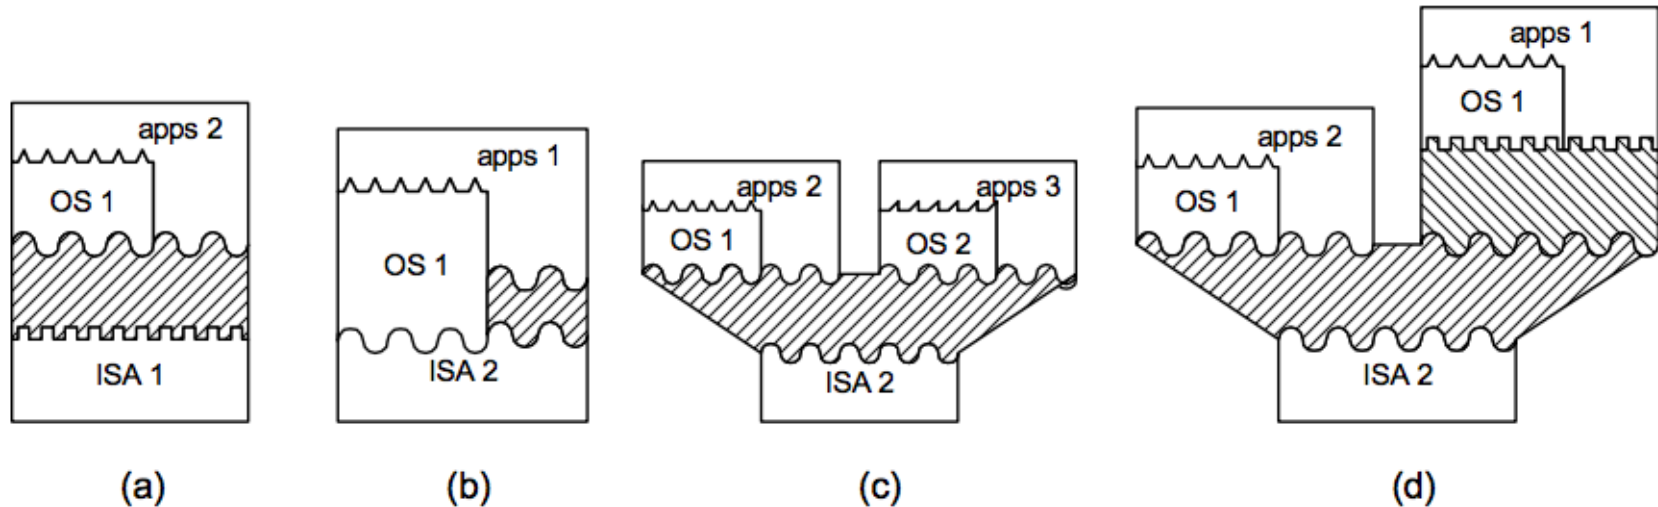 apps 2
OS 1
ISA 1
(a)
apps 1
OS 1
ISA 2
(b)
apps 2
apps 3
OS 1
OS 2
ISA 2
(c)
apps 1
OS 1
apps 2
OS 1
ISA 2
(d)